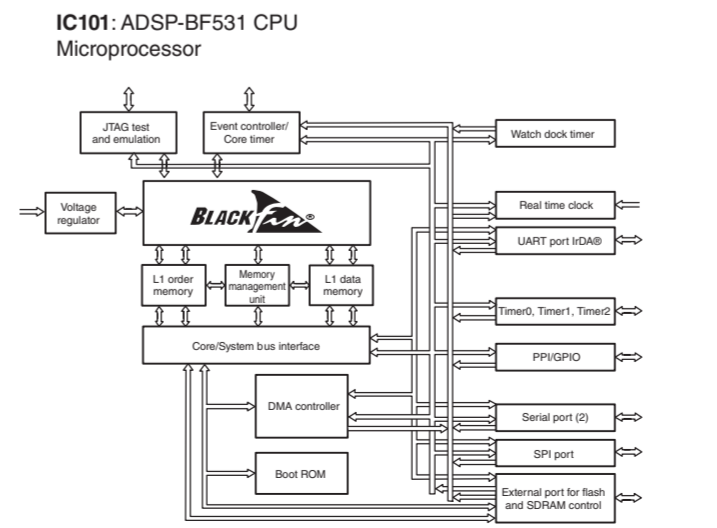 IC101: ADSP-BF531 CPU
Microprocessor
JTAG test
and emulation
Event controller/
Core timer
Watch dock timer
Voltage
regulator
BLACKfin®
Real time clock
UART port IrDA®
L1 order
memory
Memory
management
unit
L1 data
memory
Timer0, Timer1, Timer2
Core/System bus interface
PPI/GPIO
DMA controller
Serial port (2)
SPI port
Boot ROM
External port for flash
and SDRAM control